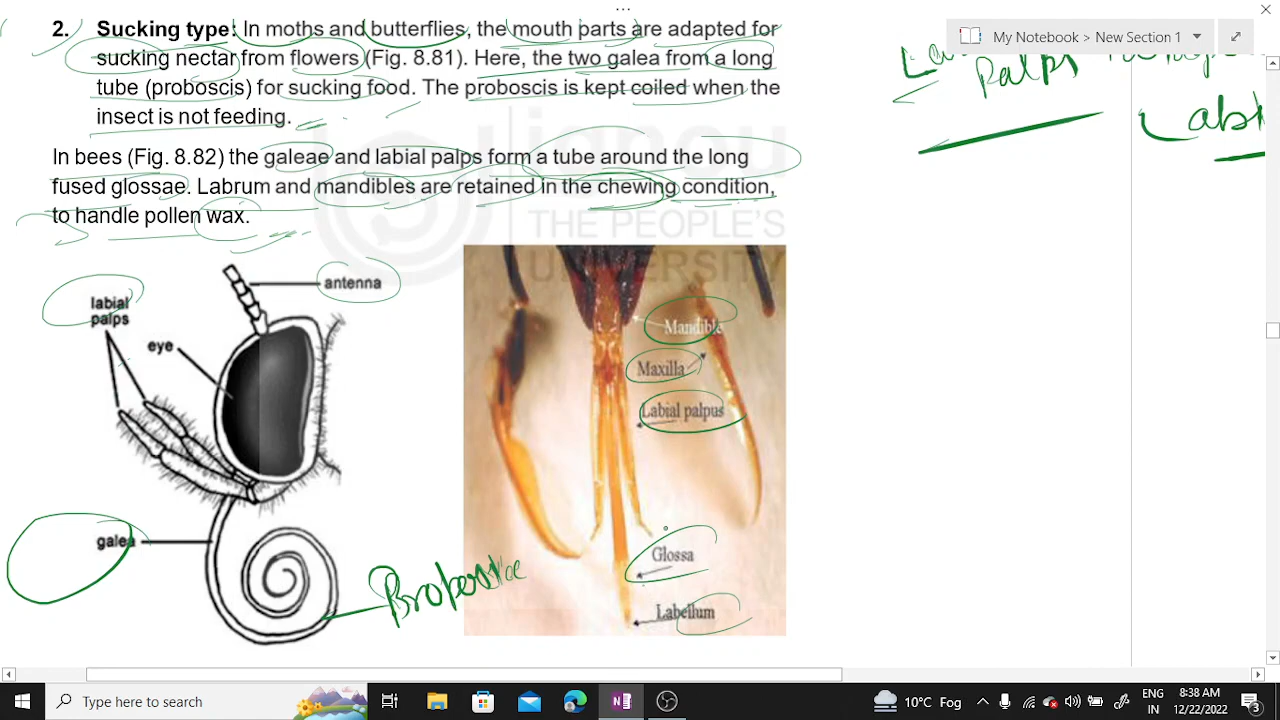 ...
2. Sucking type: In moths and butterflies, the mouth parts are adapted for
sucking nectar from flowers (Fig. 8.81). Here, the two galea from a long
tube (proboscis) for sucking food. The proboscis is kept coiled when the
insect is not feeding.
In bees (Fig. 8.82) the galeae and labial palps form a tube around the long
fused glossae. Labrum and mandibles are retained in the chewing condition,
to handle pollen wax.
My Notebook > New Section 1
palps
ignou
THE PEOPLE'S
UNIVERSITY
antenna
labial
palps
eye
galea
Mandible
Maxilla
Labial palpus
Glossa
Labellum
Type here to search
10°C Fog
ENG
IN
8:38 AM
12/22/2022
3